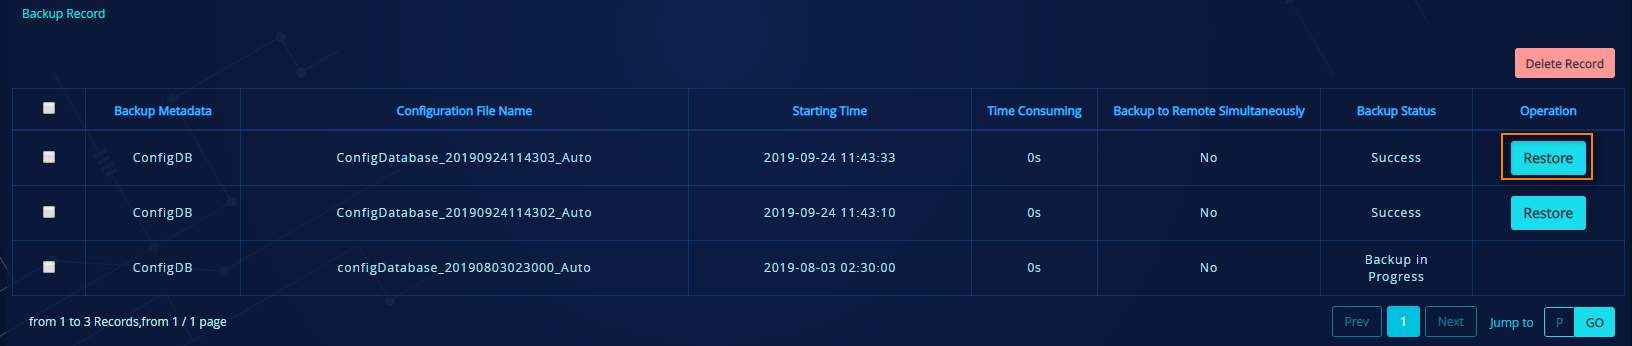 Backup Record
Delete Record
Backup Metadata Configuration File Name Starting Time Time Consuming Backup to Remote Simultaneously Backup Status Operation
ConfigDB ConfigDatabase_20190924114303_Auto 2019-09-24 11:43:33 0s No Success Restore
ConfigDB ConfigDatabase_20190924114302_Auto 2019-09-24 11:43:10 0s No Success Restore
ConfigDB configDatabase_20190803023000_Auto 2019-08-03 02:30:00 0s No Backup in
Progress
from 1 to 3 Records,from 1 / 1 page Prev 1 Next Jump to P GO